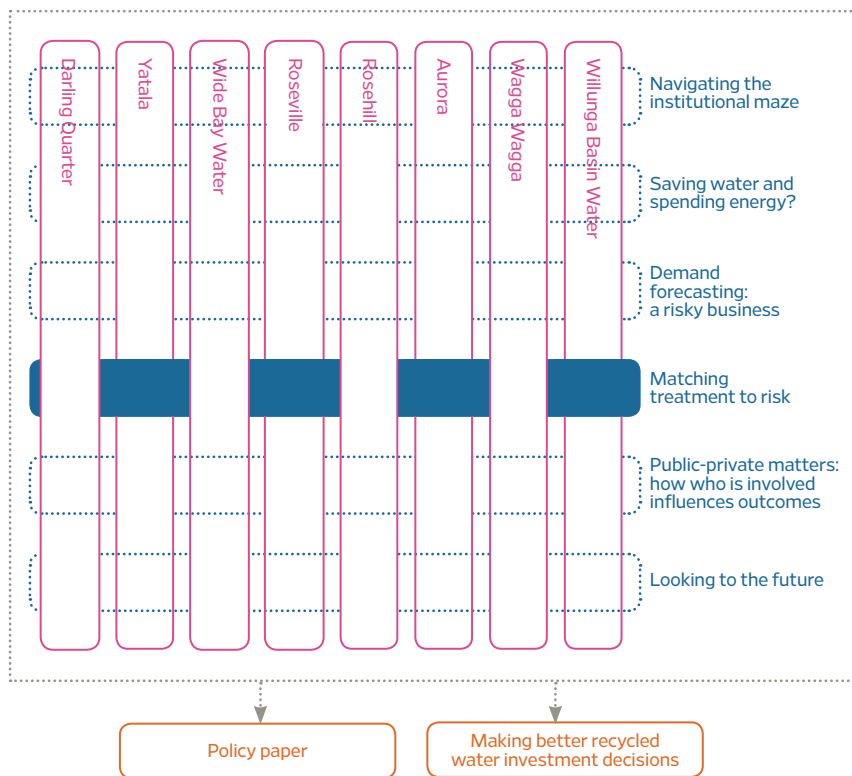 Darling Quarter
Yatala
Wide Bay Water
Roseville
Rosehill
Aurora
Wagga Wagga
Willunga Basin Water
Navigating the
institutional maze
Saving water and
spending energy?
Demand
forecasting:
a risky business
Matching
treatment to risk
Public-private matters:
how who is involved
influences outcomes
Looking to the future
Policy paper
Making better recycled
water investment decisions